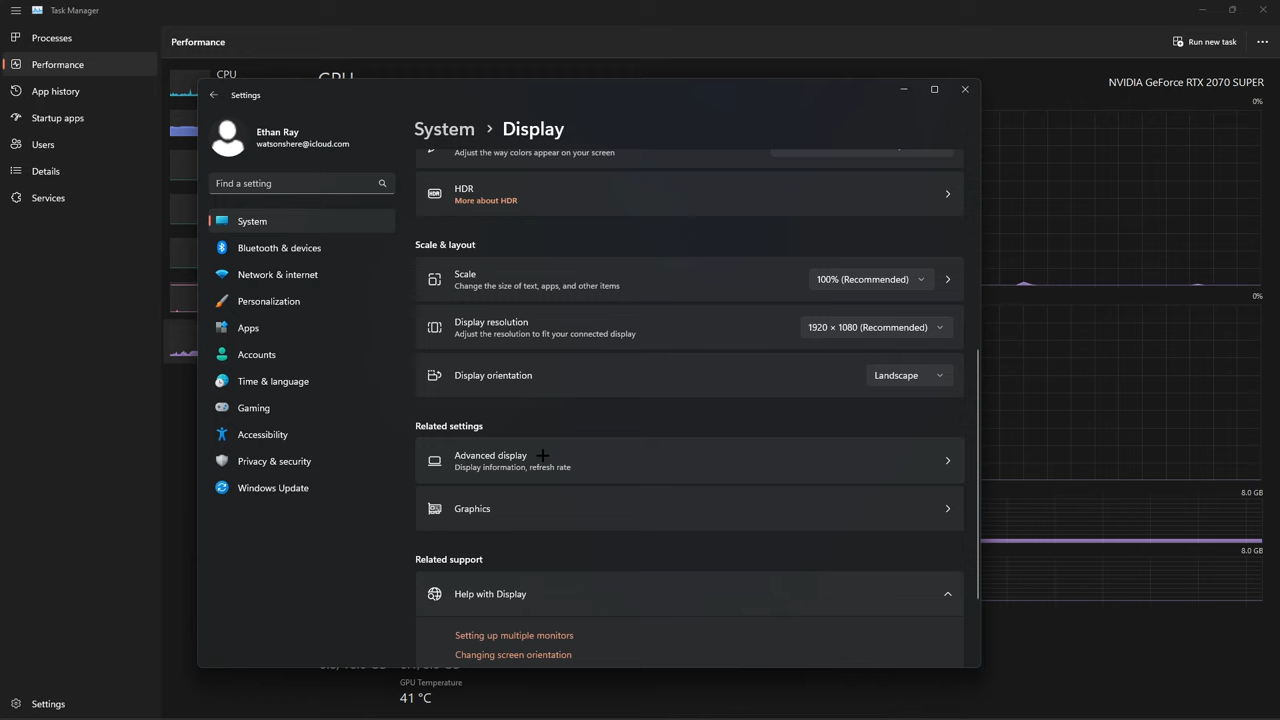 Task Manager
Processes
Performance
App history
Startup apps
Users
Details
Services
Settings
Performance
Run new task
CPU
GPU
NVIDIA GeForce RTX 2070 SUPER
0%
0%
8.0 GB
8.0 GB
GPU Temperature
41 °C
Settings
Ethan Ray
watsonshere@icloud.com
Find a setting
System
Bluetooth & devices
Network & internet
Personalization
Apps
Accounts
Time & language
Gaming
Accessibility
Privacy & security
Windows Update
System > Display
Adjust the way colors appear on your screen
HDR
More about HDR
Scale & layout
Scale
Change the size of text, apps, and other items
100% (Recommended)
Display resolution
Adjust the resolution to fit your connected display
1920 × 1080 (Recommended)
Display orientation
Landscape
Related settings
Advanced display
Display information, refresh rate
Graphics
Related support
Help with Display
Setting up multiple monitors
Changing screen orientation